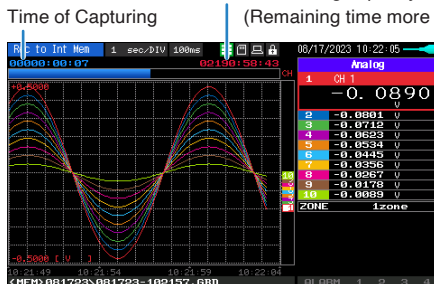 Time of Capturing
(Remaining time more
Rec to Int Mem 1 sec/DIV 100ms 08/17/2023 10:22:05
00000:00:07 02190:58:43 CH
Analog
+0.5000
1 CH 1
-0.0890
V
2 -0.0801 V
3 -0.0712 V
4 -0.0623 V
5 -0.0534 V
6 -0.0445 V
7 -0.0356 V
8 -0.0267 V
9 -0.0178 V
10 -0.0089 V
ZONE 1zone
-0.5000 [ V ]
10:21:49 10:21:54 10:21:59 10:22:04
<MEM>081723\081723-102157.GBD
ALARM 1 2 3 4